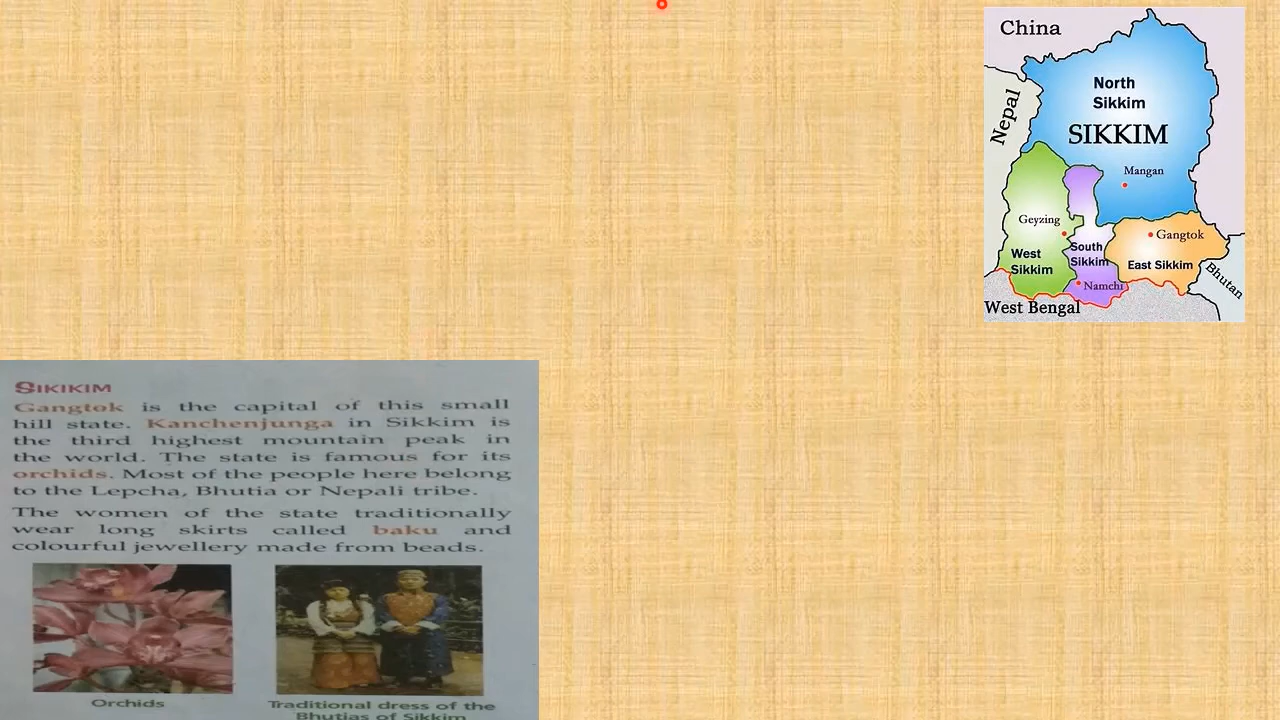 SIKIKIM
Gangtok is the capital of this small
hill state. Kanchenjunga in Sikkim is
the third highest mountain peak in
the world. The state is famous for its
orchids. Most of the people here belong
to the Lepcha, Bhutia or Nepali tribe.
The women of the state traditionally
wear long skirts called baku and
colourful jewellery made from beads.
Orchids
Traditional dress of the
Bhutias of Sikkim
China
Nepal
North
Sikkim
SIKKIM
Mangan
Geyzing
Gangtok
West
Sikkim
South
Sikkim
East Sikkim
Namchi
Bhutan
West Bengal